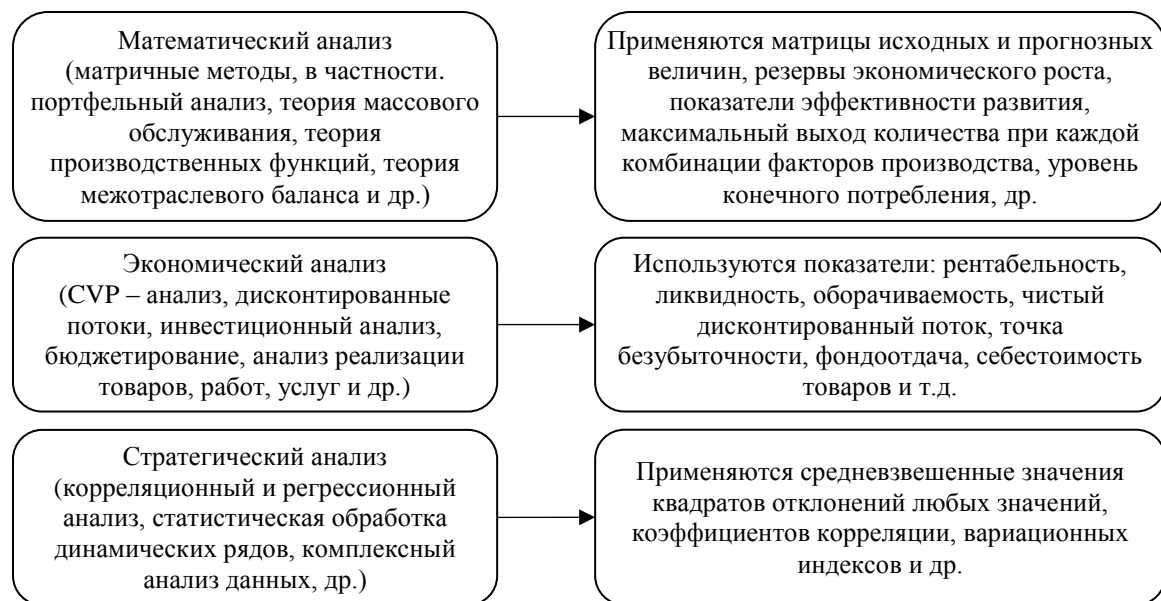 Математический анализ
(матричные методы, в частности.
портфельный анализ, теория массового
обслуживания, теория
производственных функций, теория
межотраслевого баланса и др.)
Применяются матрицы исходных и прогнозных
величин, резервы экономического роста,
показатели эффективности развития,
максимальный выход количества при каждой
комбинации факторов производства, уровень
конечного потребления, др.
Экономический анализ
(CVP – анализ, дисконтированные
потоки, инвестиционный анализ,
бюджетирование, анализ реализации
товаров, работ, услуг и др.)
Используются показатели: рентабельность,
ликвидность, оборачиваемость, чистый
дисконтированный поток, точка
безубыточности, фондоотдача, себестоимость
товаров и т.д.
Стратегический анализ
(корреляционный и регрессионный
анализ, статистическая обработка
динамических рядов, комплексный
анализ данных, др.)
Применяются средневзвешенные значения
квадратов отклонений любых значений,
коэффициентов корреляции, вариационных
индексов и др.